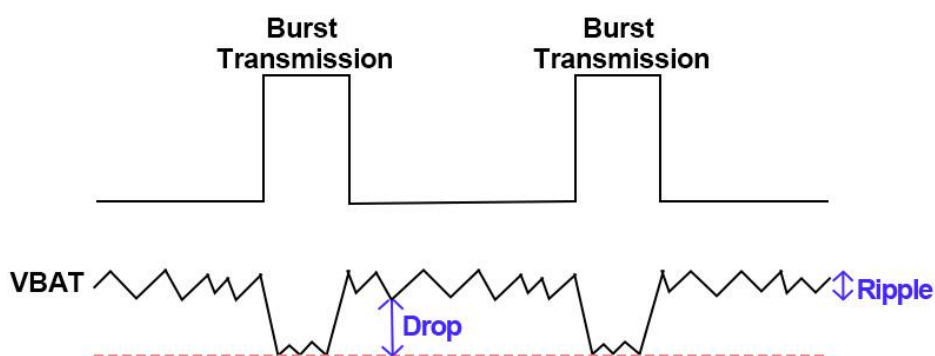 Burst
Transmission
Burst
Transmission
VBAT
Ripple
Drop